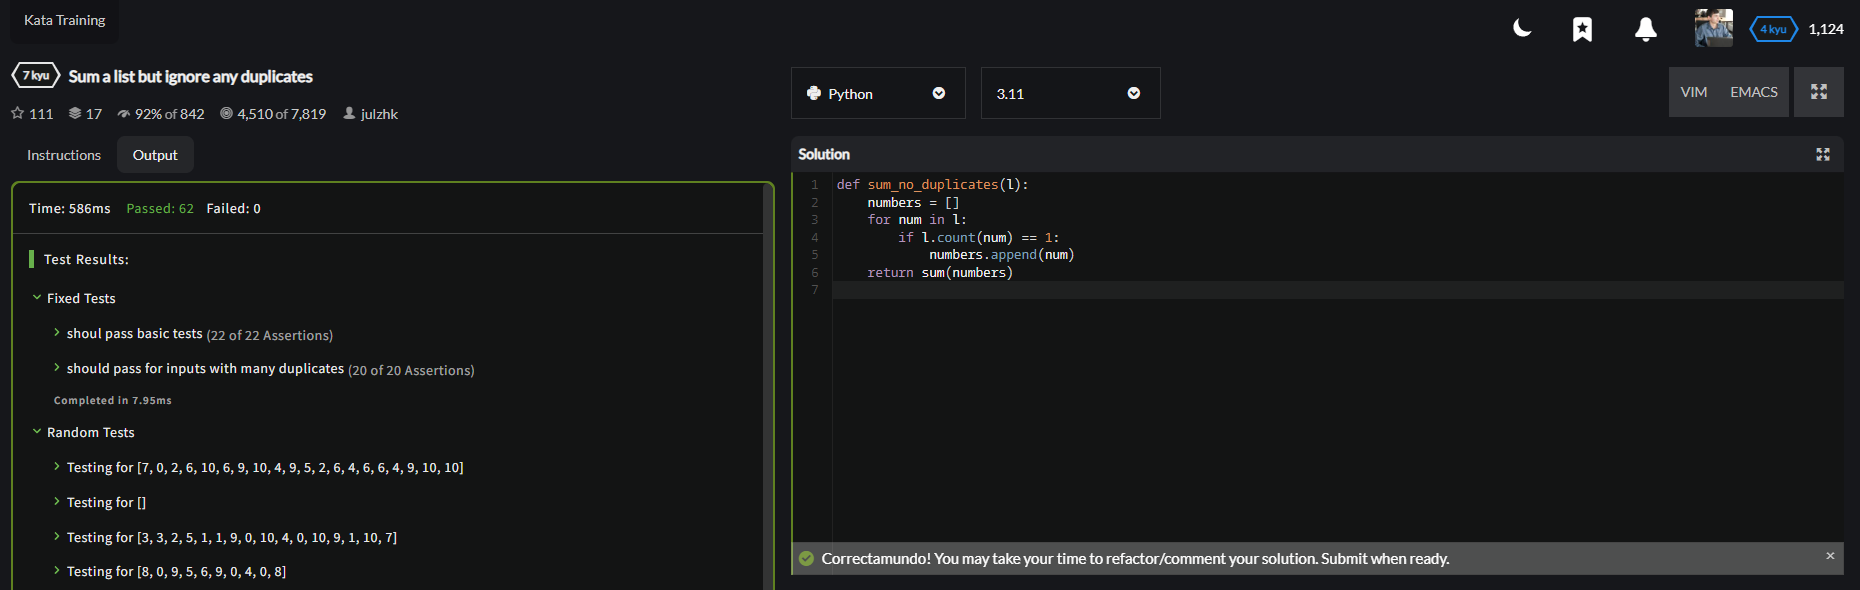 Kata Training
4 kyu 1,124
7 kyu Sum a list but ignore any duplicates
111 17 92% of 842 4,510 of 7,819 julzhk
Instructions Output
Time: 586ms Passed: 62 Failed: 0
Test Results:
Fixed Tests
shoul pass basic tests (22 of 22 Assertions)
should pass for inputs with many duplicates (20 of 20 Assertions)
Completed in 7.95ms
Random Tests
Testing for [7, 0, 2, 6, 10, 6, 9, 10, 4, 9, 5, 2, 6, 4, 6, 6, 4, 9, 10, 10]
Testing for []
Testing for [3, 3, 2, 5, 1, 1, 9, 0, 10, 4, 0, 10, 9, 1, 10, 7]
Testing for [8, 0, 9, 5, 6, 9, 0, 4, 0, 8]
Python 3.11 VIM EMACS
Solution
1 def sum_no_duplicates(l):
2     numbers = []
3     for num in l:
4         if l.count(num) == 1:
5             numbers.append(num)
6     return sum(numbers)
7
Correctamundo! You may take your time to refactor/comment your solution. Submit when ready. ×